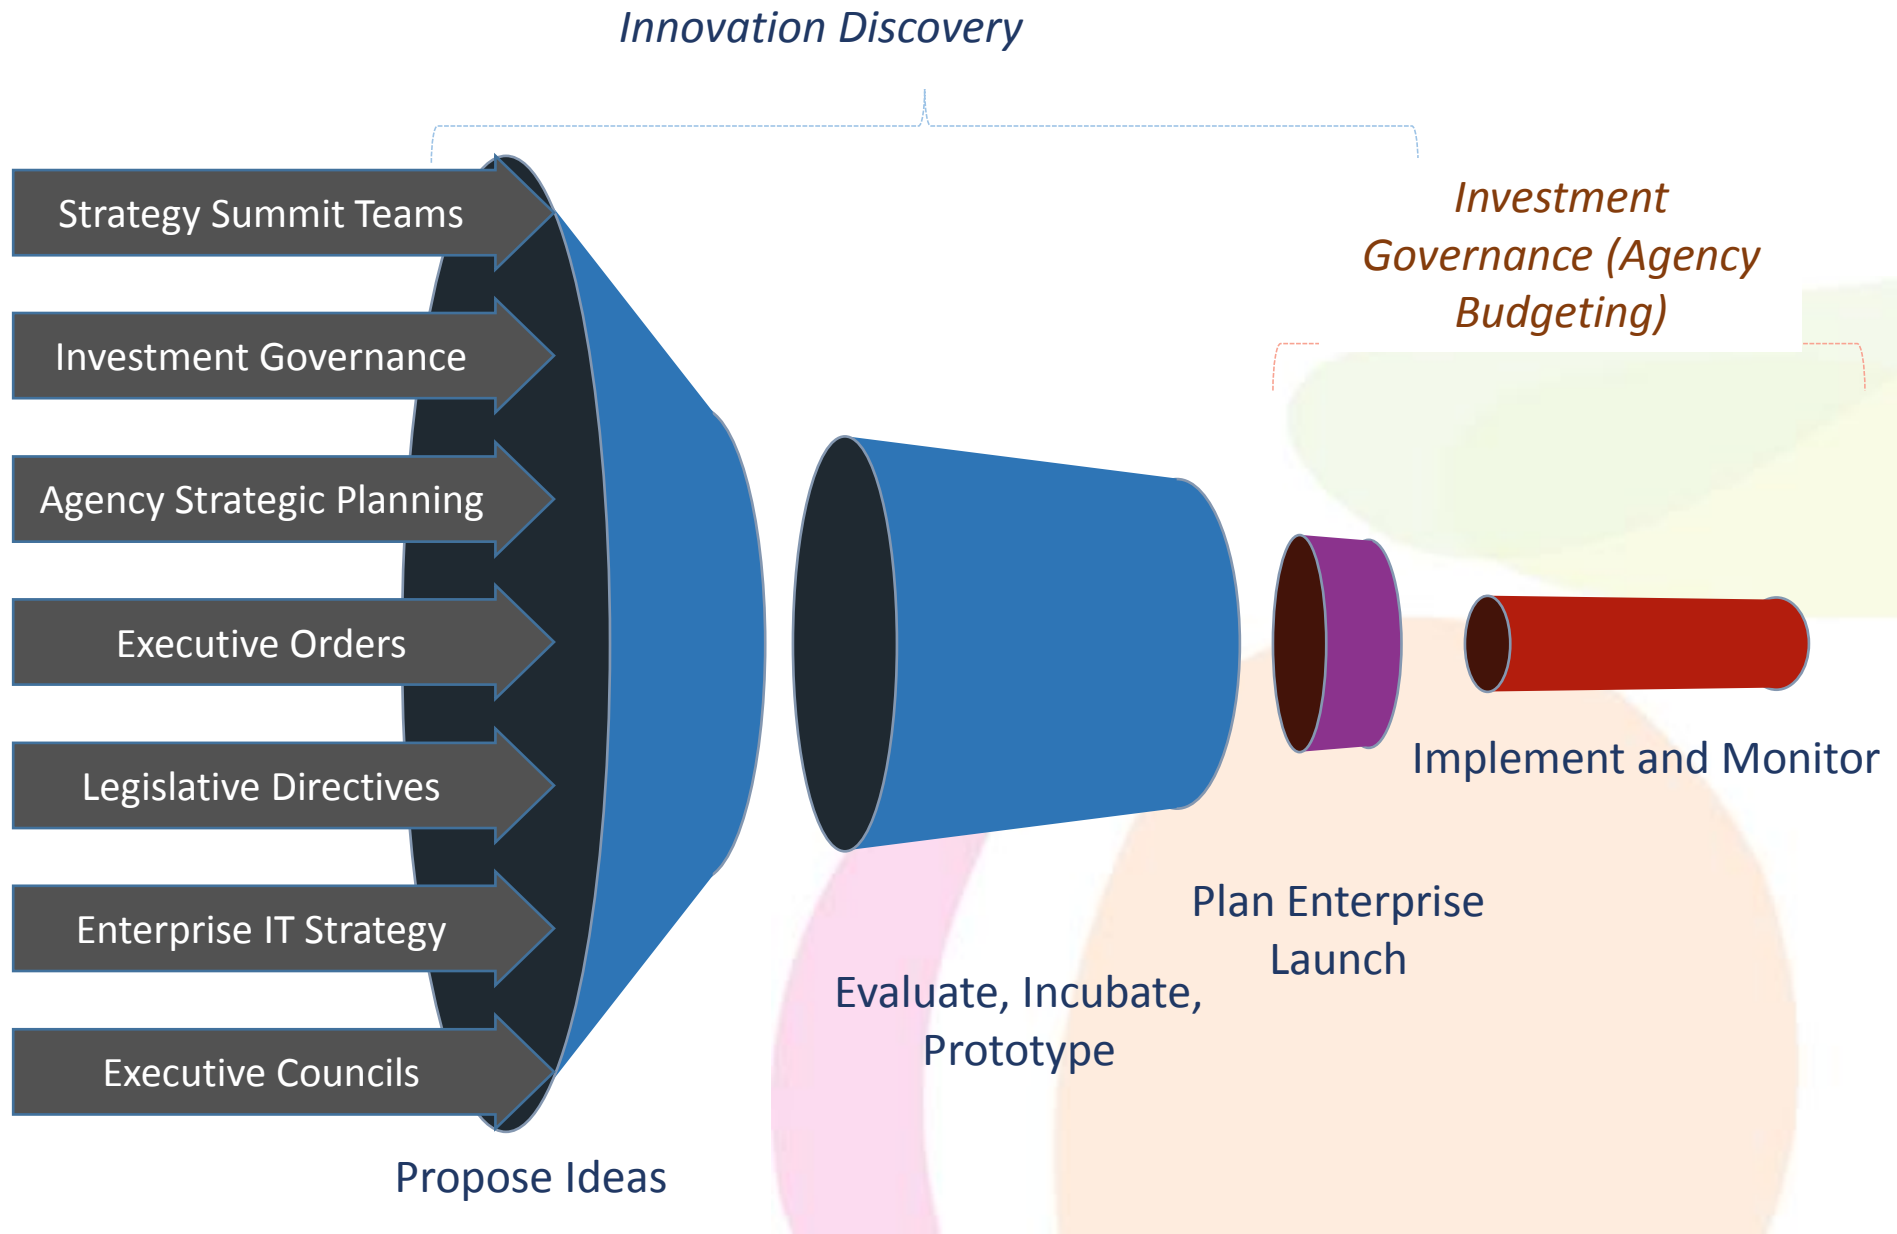 Innovation Discovery
Investment
Governance (Agency
Budgeting)
Strategy Summit Teams
Investment Governance
Agency Strategic Planning
Executive Orders
Legislative Directives
Enterprise IT Strategy
Executive Councils
Implement and Monitor
Plan Enterprise
Launch
Evaluate, Incubate,
Prototype
Propose Ideas